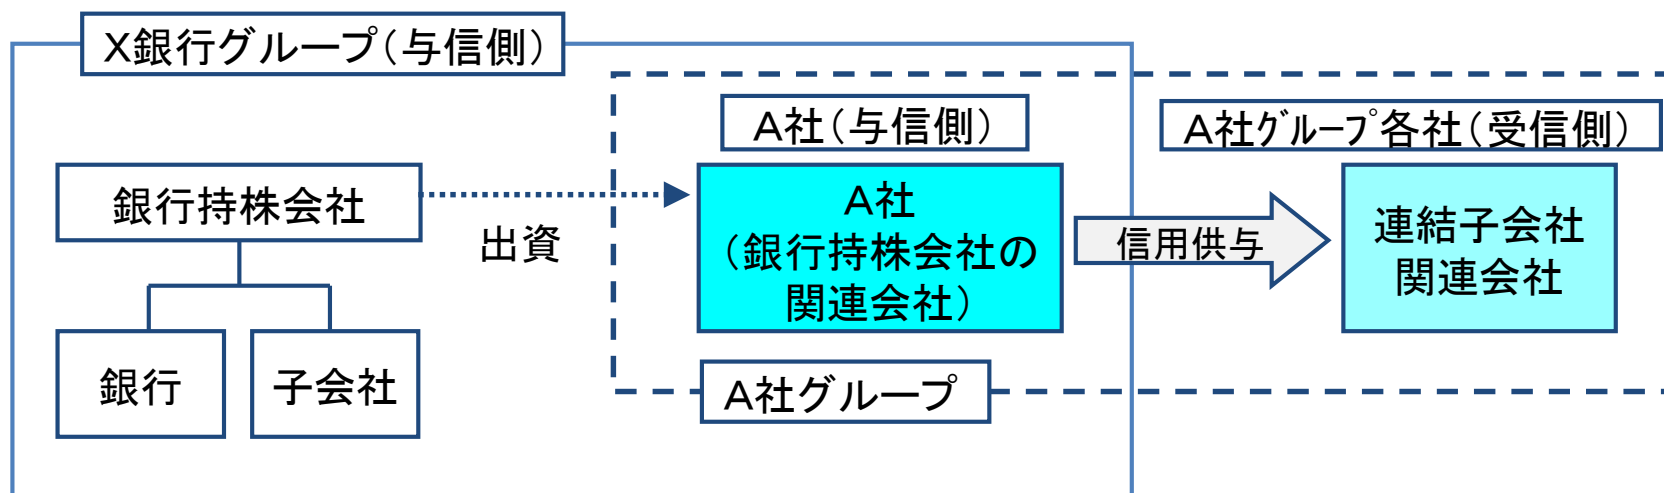 X銀行グループ(与信側)
A社(与信側)
A社グループ各社(受信側)
銀行持株会社
出資
A社
(銀行持株会社の
関連会社)
信用供与
連結子会社
関連会社
銀行
子会社
A社グループ